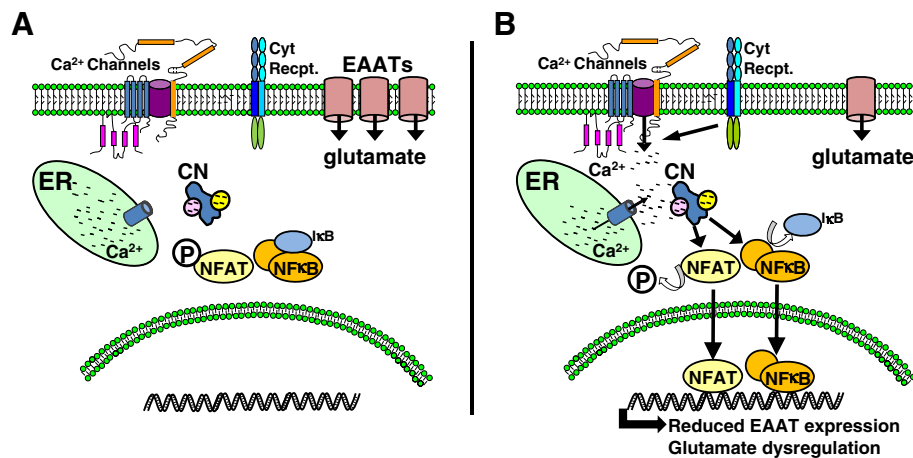 A
Ca2+ Channels
Cyt
Recpt.
EAATs
glutamate
ER
Ca2+
CN
P
NFAT
IκB
NFκB
B
Ca2+ Channels
Cyt
Recpt.
glutamate
Ca2+
ER
Ca2+
CN
IκB
P
NFAT
NFκB
NFAT
NFκB
Reduced EAAT expression
Glutamate dysregulation